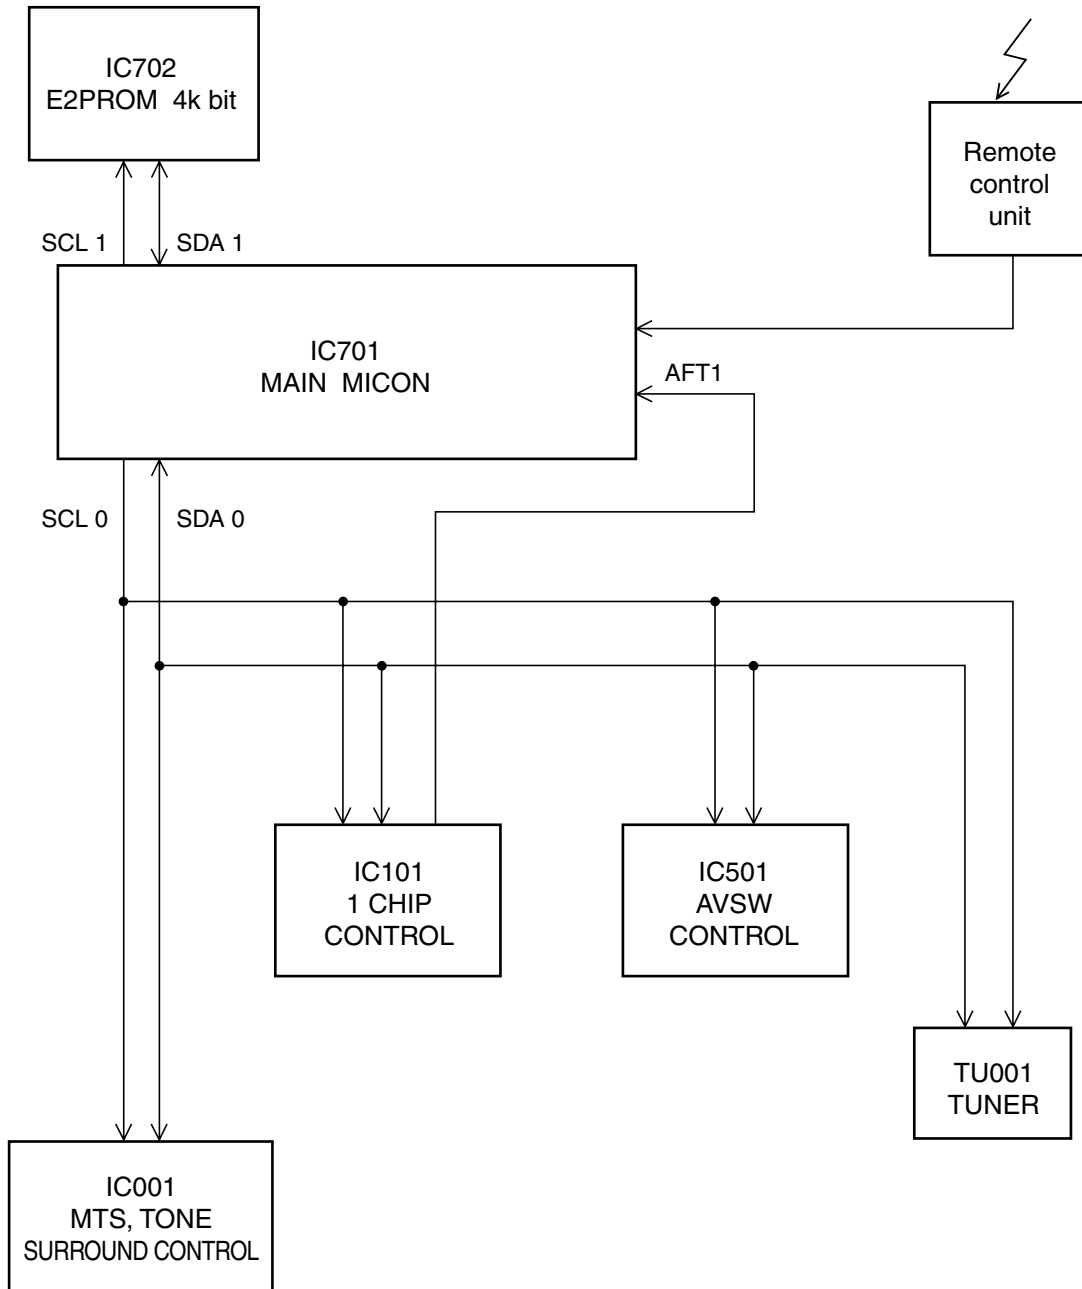 IC702
E2PROM 4k bit
Remote
control
unit
SCL 1
SDA 1
IC701
MAIN MICON
AFT1
SCL 0
SDA 0
IC101
1 CHIP
CONTROL
IC501
AVSW
CONTROL
TU001
TUNER
IC001
MTS, TONE
SURROUND CONTROL